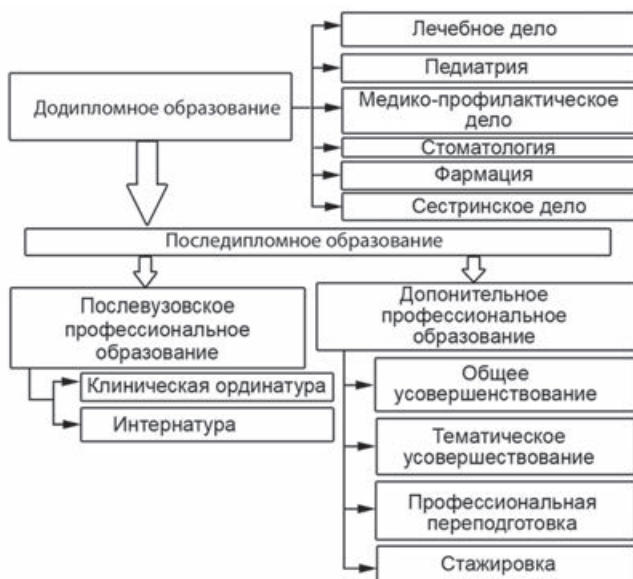 Лечебное дело
Педиатрия
Додипломное образование
Медико-профилактическое
дело
Стоматология
Фармация
Сестринское дело
Последипломное образование
Послевузовское
профессиональное
образование
Клиническая ординатура
Интернатура
Допонительное
профессиональное
образование
Общее
усовершенствование
Тематическое
усовершествование
Профессиональная
переподготовка
Стажировка